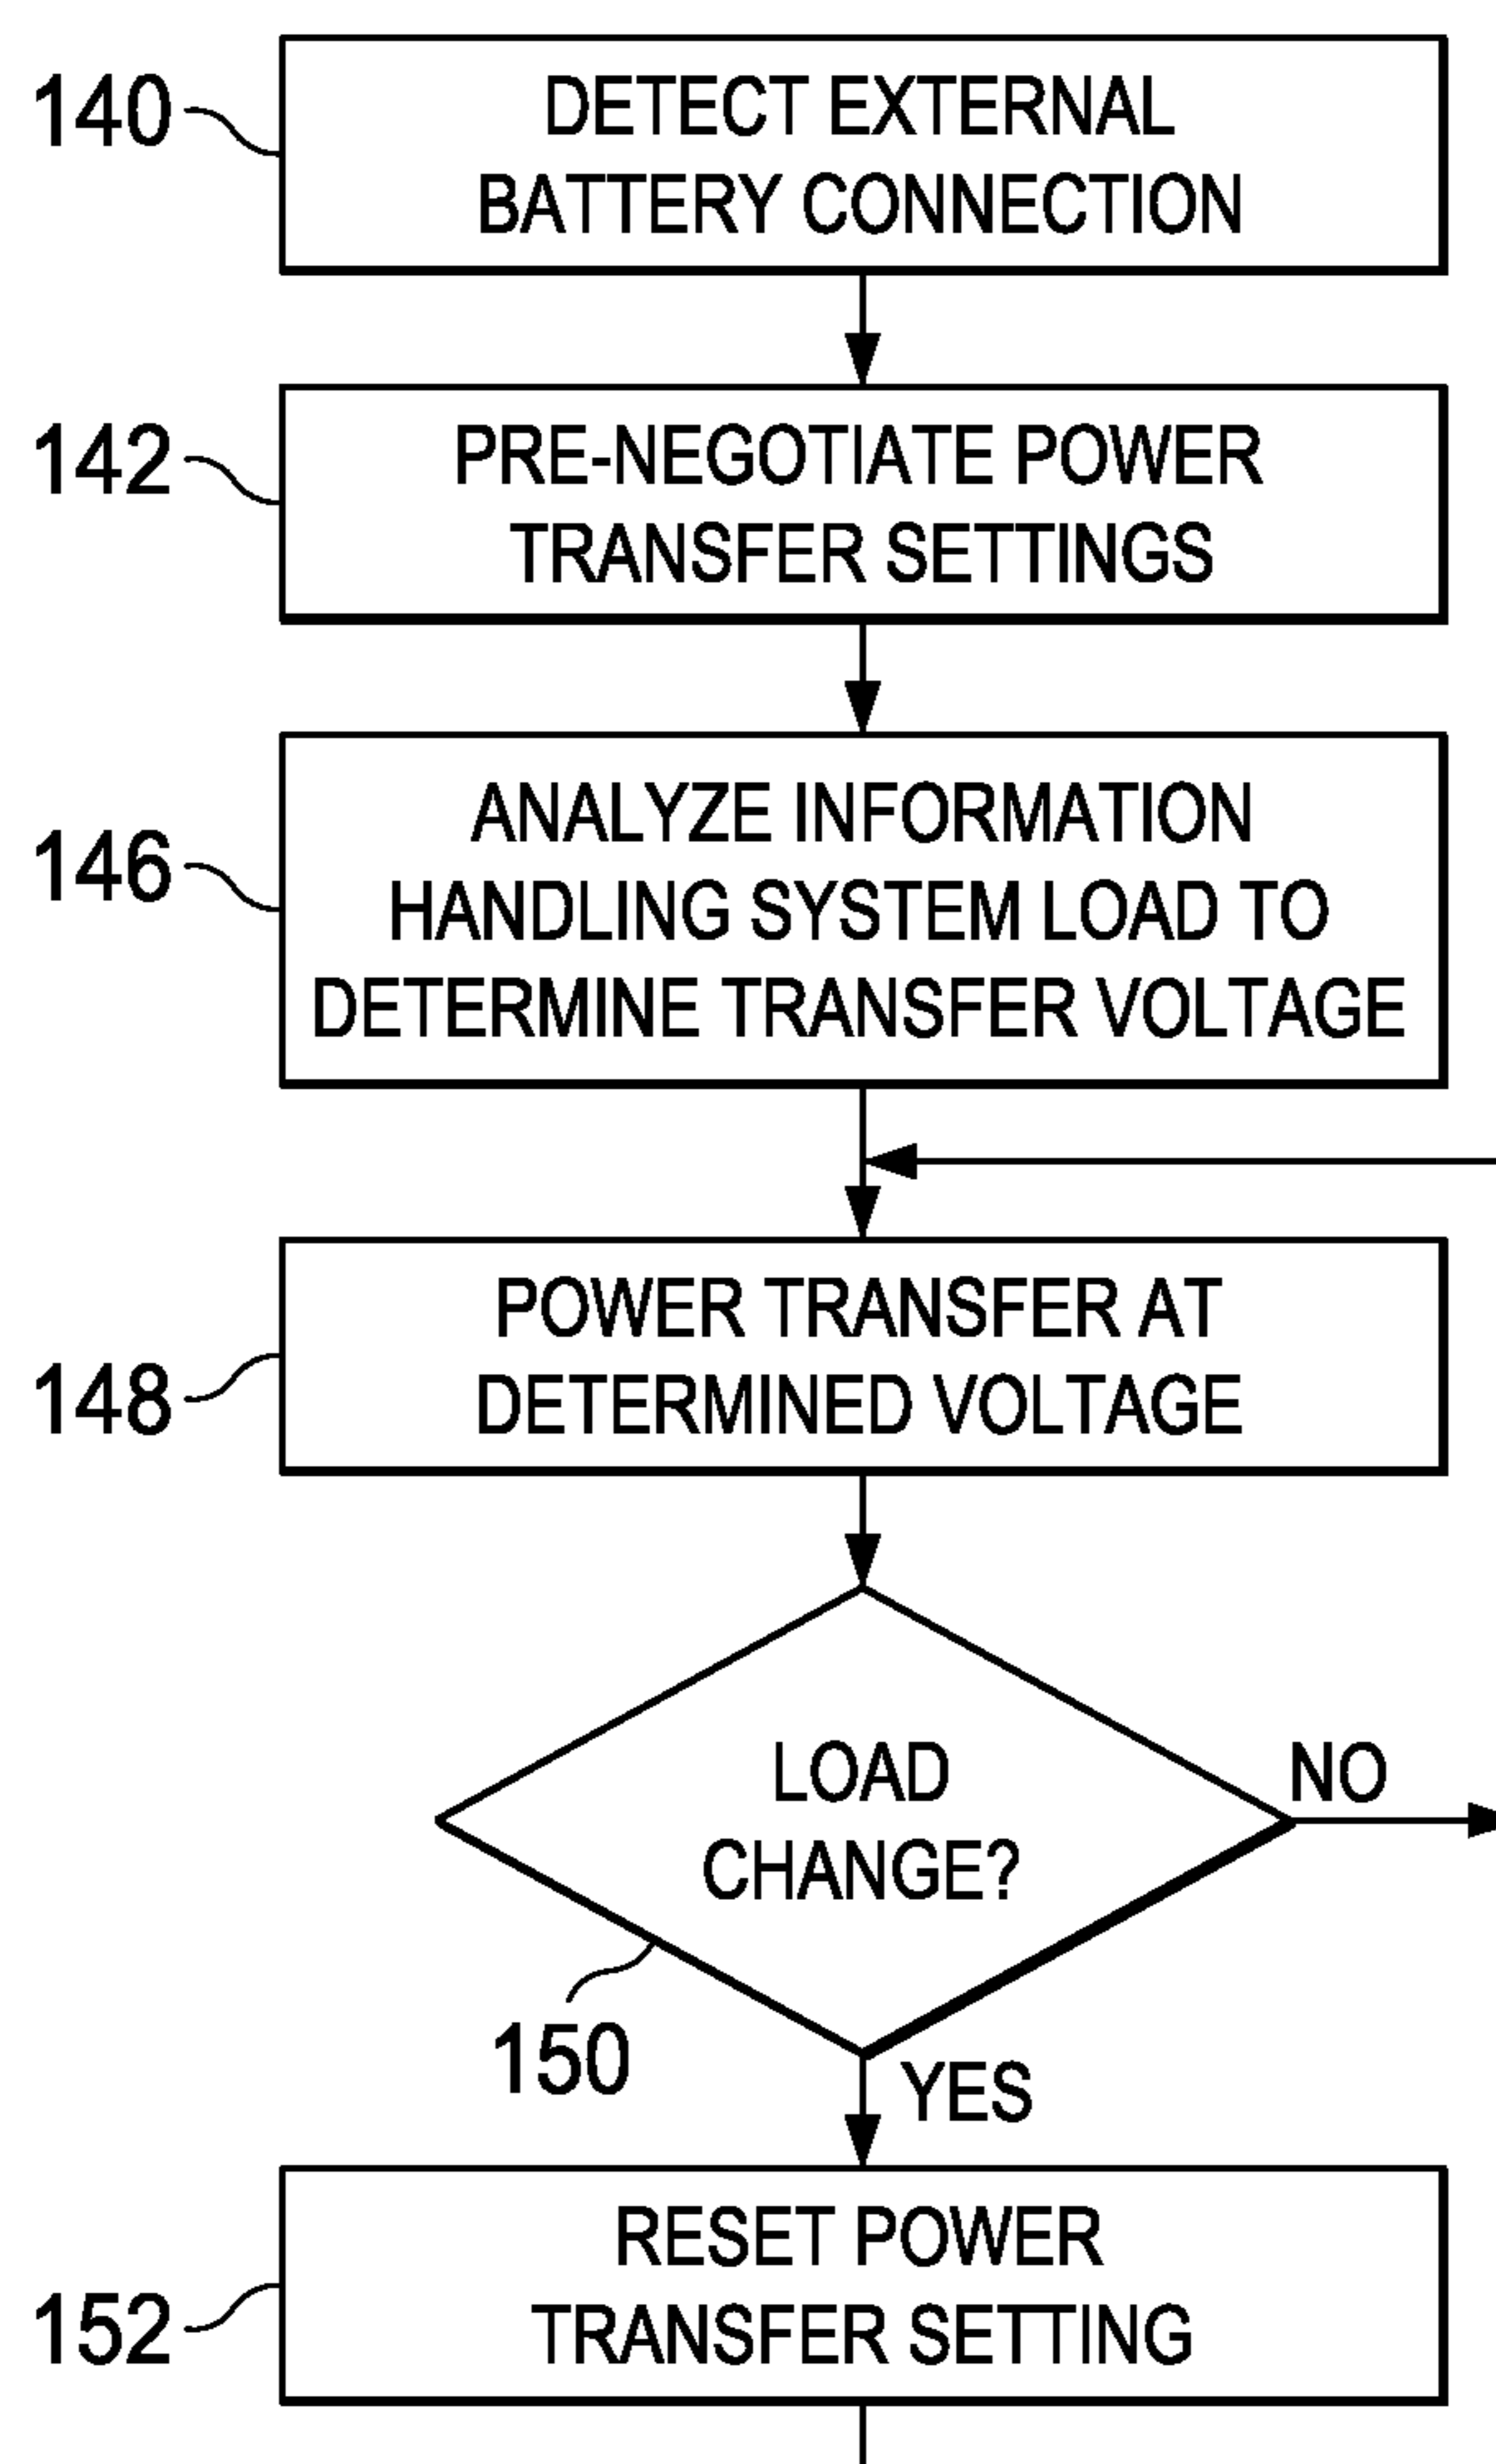 140
DETECT EXTERNAL
BATTERY CONNECTION
142
PRE-NEGOTIATE POWER
TRANSFER SETTINGS
146
ANALYZE INFORMATION
HANDLING SYSTEM LOAD TO
DETERMINE TRANSFER VOLTAGE
148
POWER TRANSFER AT
DETERMINED VOLTAGE
LOAD
CHANGE?
NO
150
YES
152
RESET POWER
TRANSFER SETTING